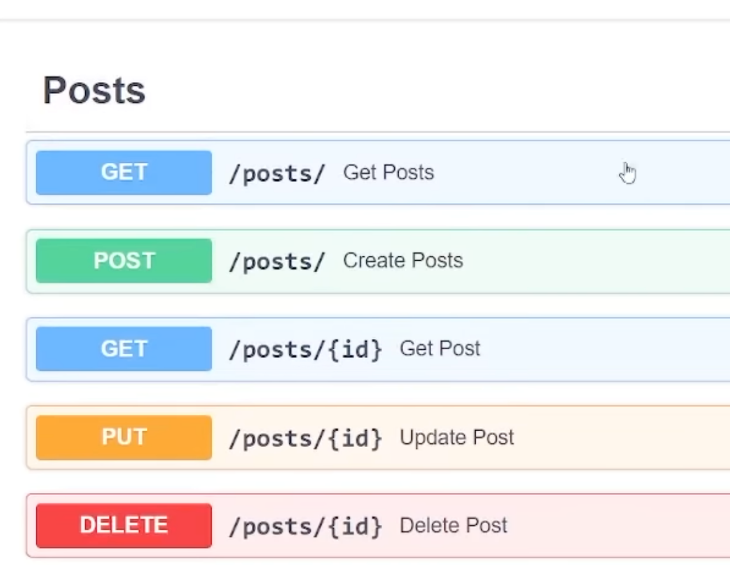 Posts
GET /posts/ Get Posts
POST /posts/ Create Posts
GET /posts/{id} Get Post
PUT /posts/{id} Update Post
DELETE /posts/{id} Delete Post